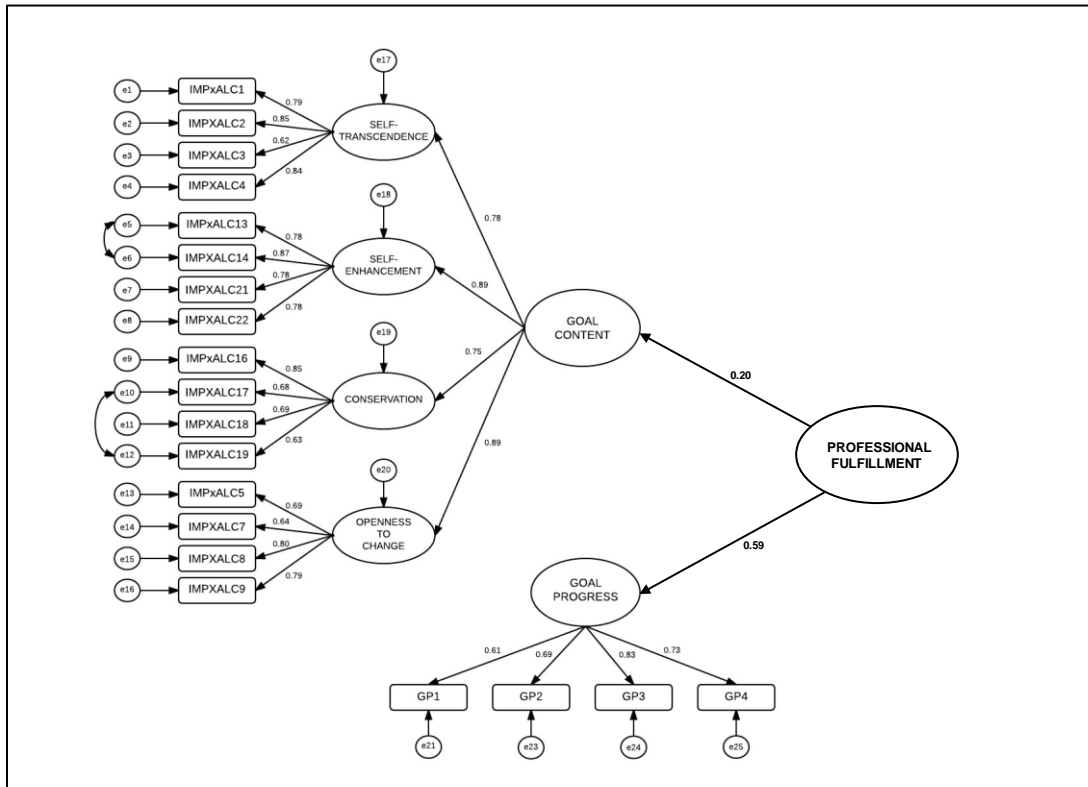 e17
e1
IMPxALC1
0.79
e2
IMPXALC2
0.85
SELF-
TRANSCENDENCE
e3
IMPXALC3
0.62
e4
IMPXALC4
0.84
e18
0.78
e5
IMPxALC13
0.78
e6
IMPXALC14
0.87
SELF-
ENHANCEMENT
e7
IMPXALC21
0.78
0.89
e8
IMPXALC22
0.78
GOAL
CONTENT
e19
e9
IMPxALC16
0.85
0.75
0.20
e10
IMPXALC17
0.68
CONSERVATION
e11
IMPXALC18
0.69
e12
IMPXALC19
0.63
0.89
PROFESSIONAL
FULFILLMENT
e20
e13
IMPxALC5
0.69
e14
IMPXALC7
0.64
OPENNESS
TO
CHANGE
e15
IMPXALC8
0.80
e16
IMPXALC9
0.79
0.59
GOAL
PROGRESS
0.61
0.69
0.83
0.73
GP1
GP2
GP3
GP4
e21
e23
e24
e25